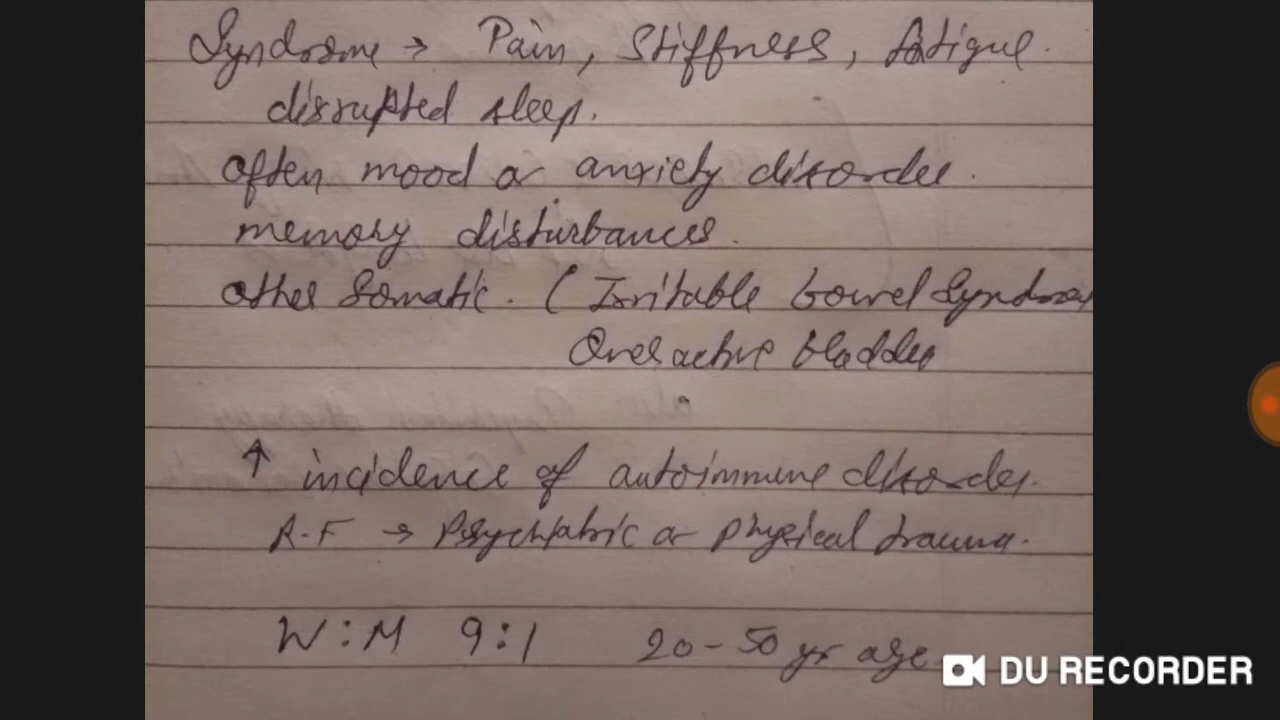 Syndrome → Pain, Stiffness, fatigue.
disrupted sleep.
often mood or anxiety disorder.
memory disturbances.
other Somatic. (Irritable bowel Syndrom
Overactive bladder
↑ incidence of autoimmune disorder.
R.F → Psychiatric or physical trauma.
W:M 9:1 20-50 yr age
DU RECORDER